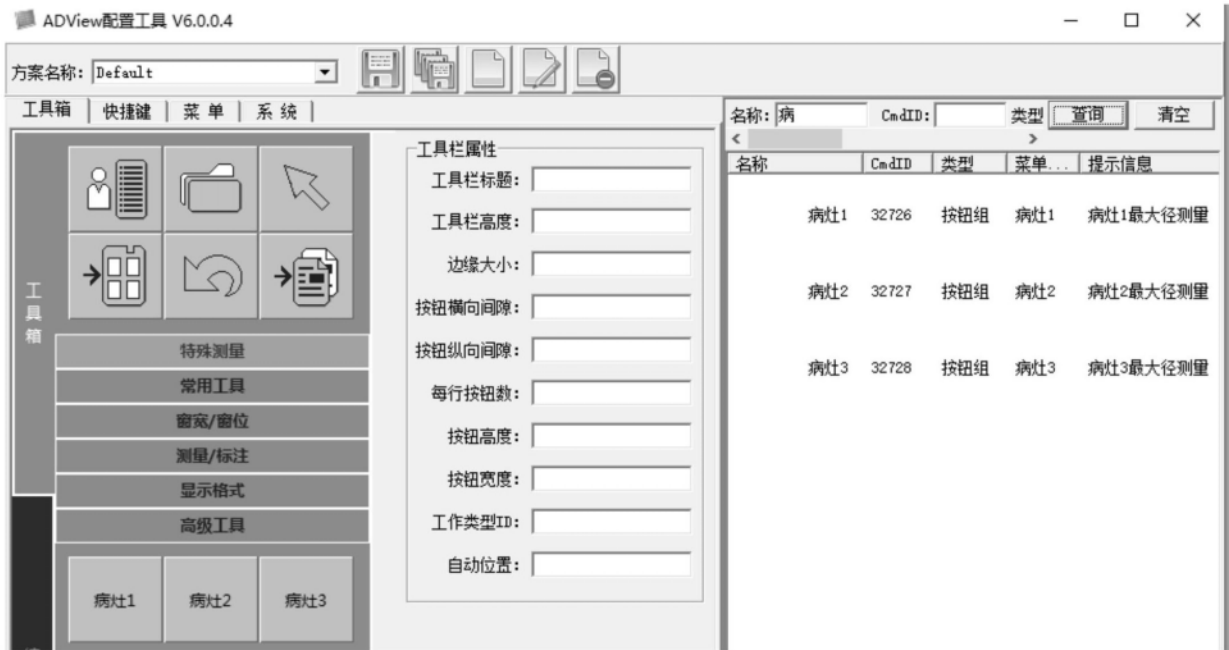 ADView配置工具 V6.0.0.4
方案名称: Default
工具箱 快捷键 菜单 系统
名称: 病 CmdID: 类型 查询 清空
工具栏属性
工具栏标题:
工具栏高度:
边缘大小:
按钮横向间隙:
按钮纵向间隙:
每行按钮数:
按钮高度:
按钮宽度:
工作类型ID:
自动位置:
工具箱
特殊测量
常用工具
窗宽/窗位
测量/标注
显示格式
高级工具
病灶1 病灶2 病灶3
名称 CmdID 类型 菜单... 提示信息
病灶1 32726 按钮组 病灶1 病灶1最大径测量
病灶2 32727 按钮组 病灶2 病灶2最大径测量
病灶3 32728 按钮组 病灶3 病灶3最大径测量